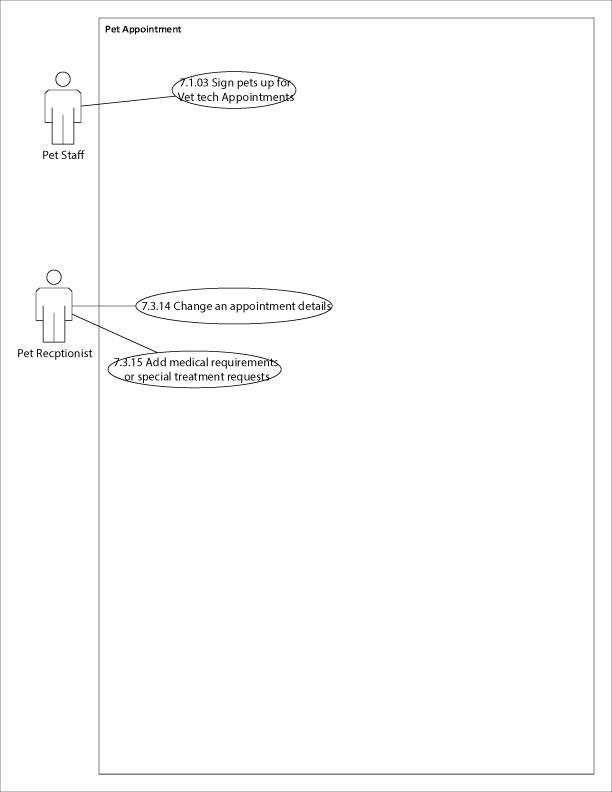 Pet Appointment
7.1.03 Sign pets up for
Vet tech Appointments
Pet Staff
7.3.14 Change an appointment details
Pet Recptionist
7.3.15 Add medical requirements
or special treatment requests